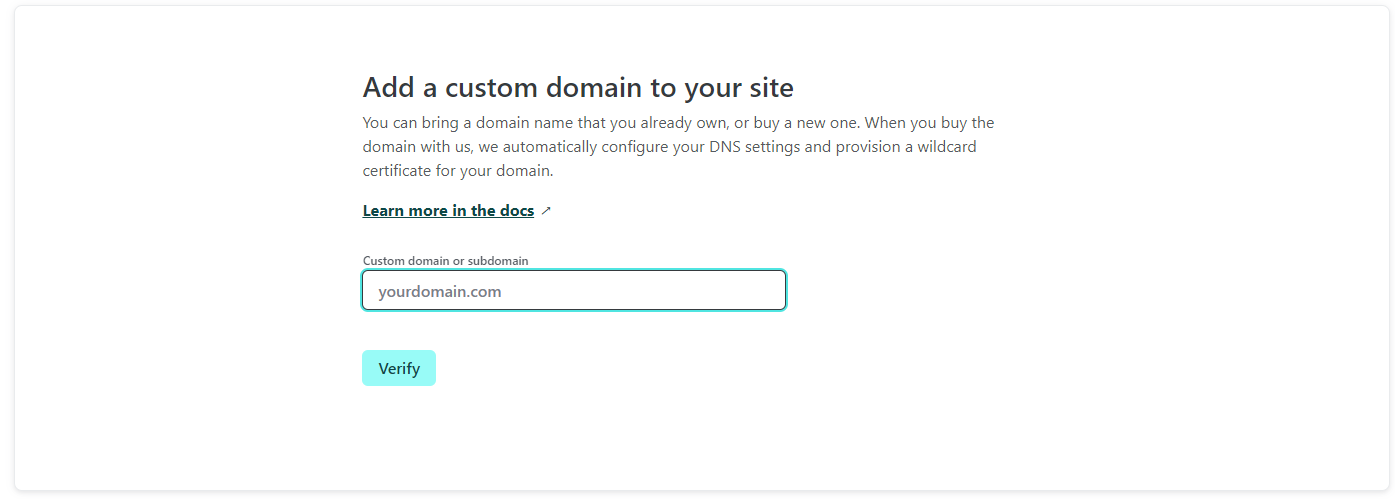 Add a custom domain to your site
You can bring a domain name that you already own, or buy a new one. When you buy the
domain with us, we automatically configure your DNS settings and provision a wildcard
certificate for your domain.
Learn more in the docs ↗
Custom domain or subdomain
yourdomain.com
Verify